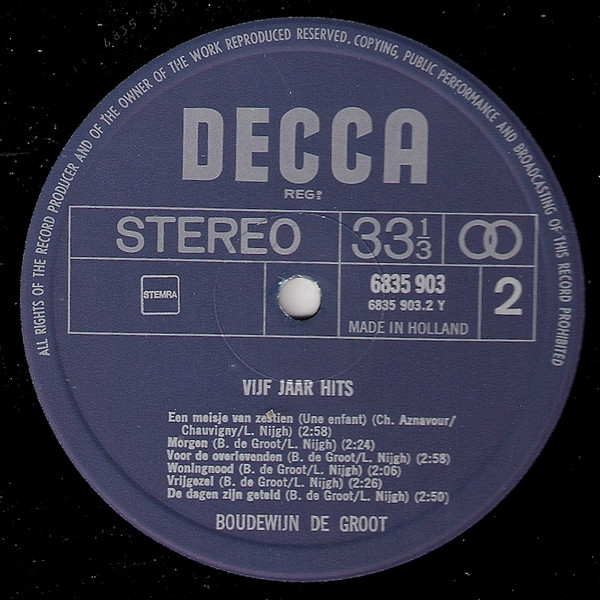 ALL RIGHTS OF THE RECORD PRODUCER AND OF THE OWNER OF THE WORK REPRODUCED RESERVED. COPYING, PUBLIC PERFORMANCE AND BROADCASTING OF THIS RECORD PROHIBITED
DECCA
REG?
STEREO 33 1/3
STEMRA
6835 903
6835 903.2 Y
MADE IN HOLLAND
2
VIJF JAAR HITS
Een meisje van zestien (Une enfant) (Ch. Aznavour/
Chauvigny/L. Nijgh) (2:58)
Morgen (B. de Groot/L. Nijgh) (2:24)
Voor de overlevenden (B. de Groot/L. Nijgh) (2:58)
Woningnood (B. de Groot/L. Nijgh) (2:06)
Vrijgezel (B. de Groot/L. Nijgh) (2:26)
De dagen zijn geteld (B. de Groot/L. Nijgh) (2:50)
BOUDEWIJN DE GROOT